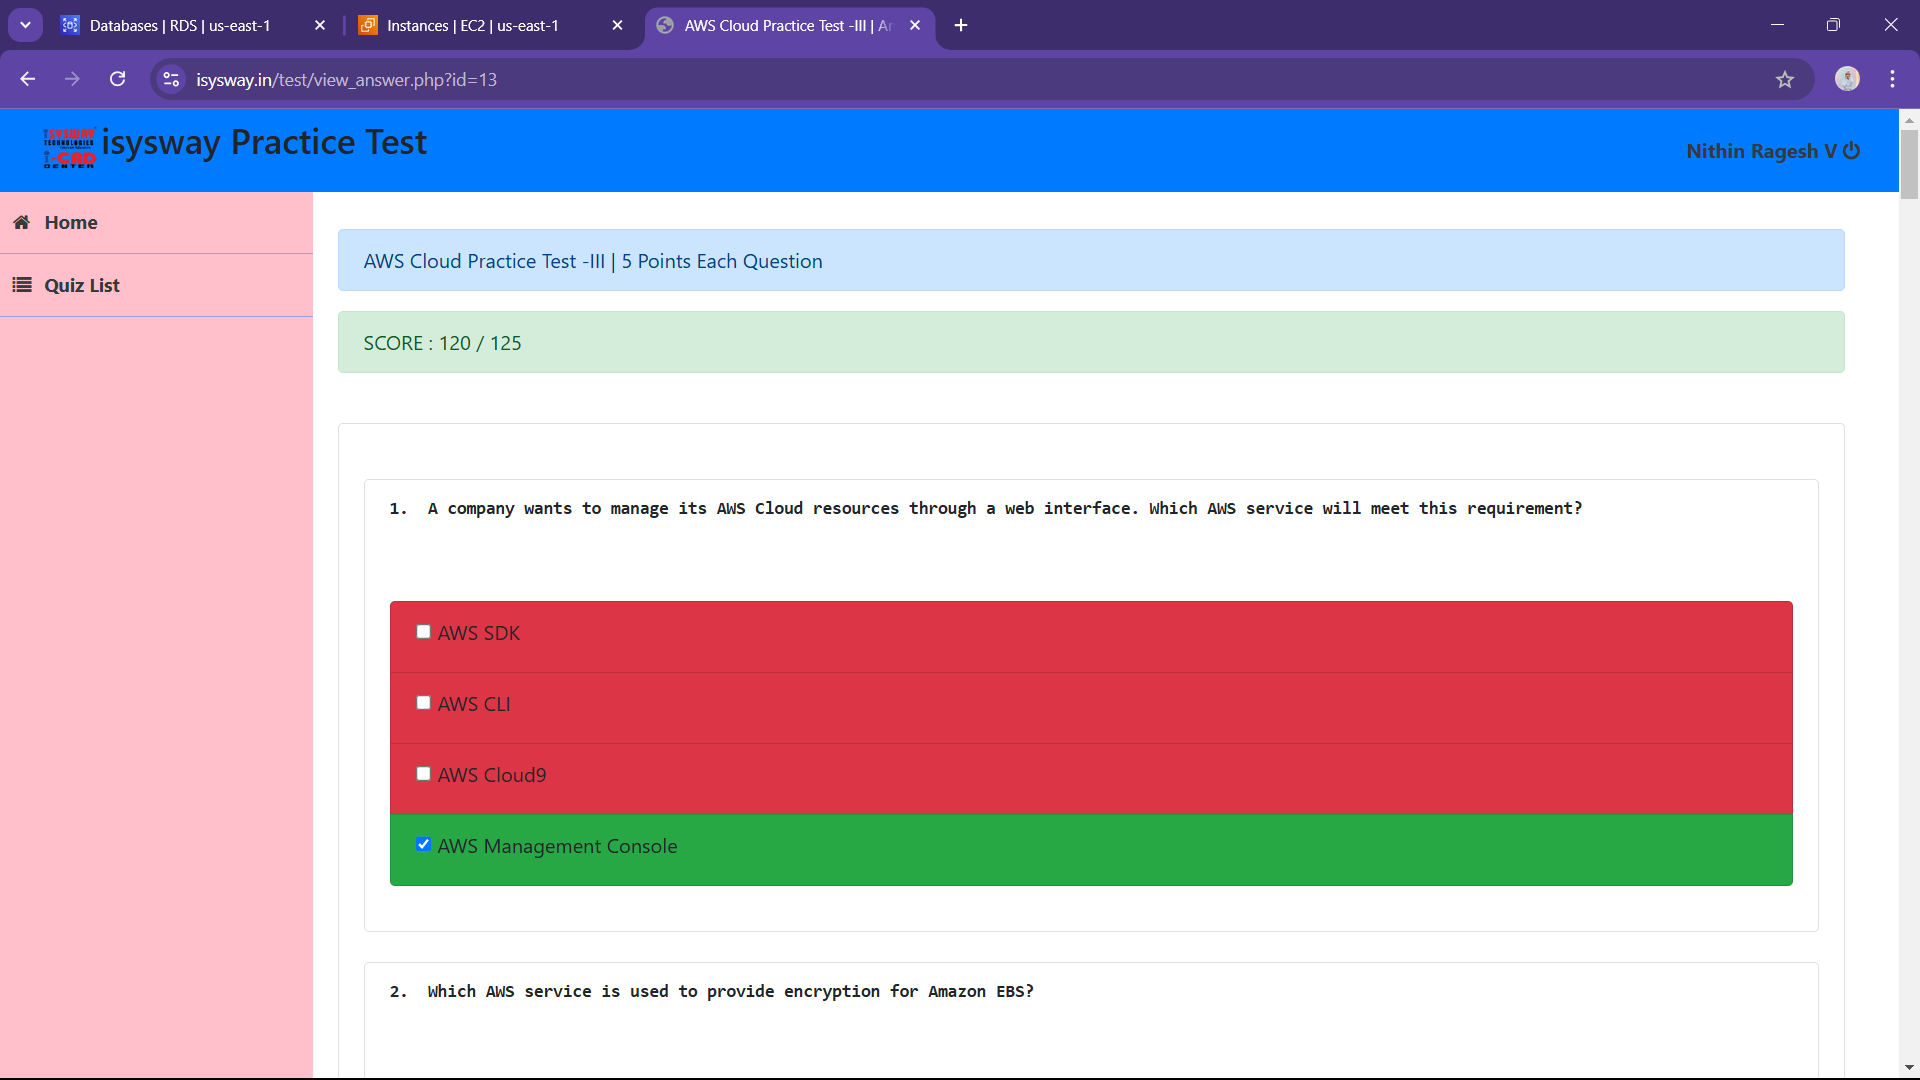 Databases | RDS | us-east-1
Instances | EC2 | us-east-1
AWS Cloud Practice Test -III | Ar
isysway.in/test/view_answer.php?id=13
ISYSWAY
TECHNOLOGIES
i-CAD
CENTER
isysway Practice Test
Nithin Ragesh V
Home
Quiz List
AWS Cloud Practice Test -III | 5 Points Each Question
SCORE : 120 / 125
1. A company wants to manage its AWS Cloud resources through a web interface. Which AWS service will meet this requirement?
AWS SDK
AWS CLI
AWS Cloud9
AWS Management Console
2. Which AWS service is used to provide encryption for Amazon EBS?